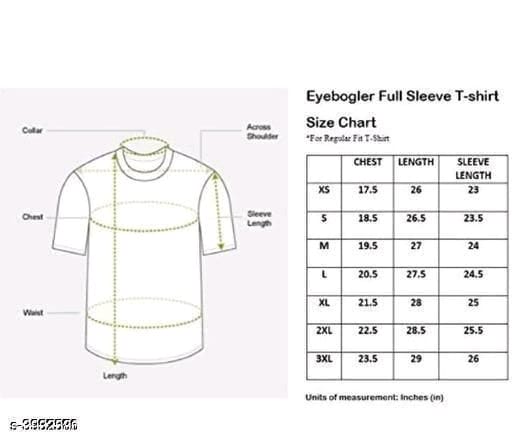 Eyebogler Full Sleeve T-shirt
Size Chart
*For Regular Fit T-Shirt
Collar
Across
Shoulder
Chest
Sleeve
Length
Waist
Length
CHEST LENGTH SLEEVE
LENGTH
XS 17.5 26 23
S 18.5 26.5 23.5
M 19.5 27 24
L 20.5 27.5 24.5
XL 21.5 28 25
2XL 22.5 28.5 25.5
3XL 23.5 29 26
Units of measurement: Inches (in)